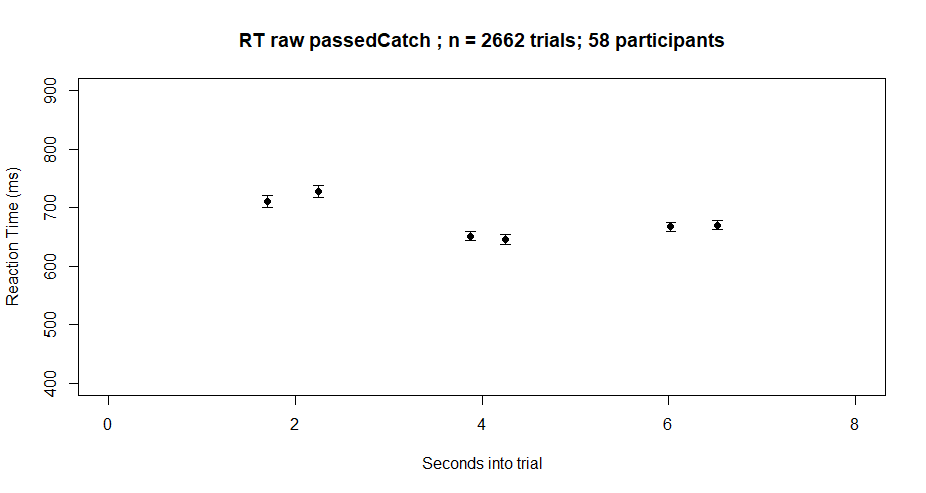 RT raw passedCatch ; n = 2662 trials; 58 participants
Reaction Time (ms)
900
800
700
600
500
400
0 2 4 6 8
Seconds into trial